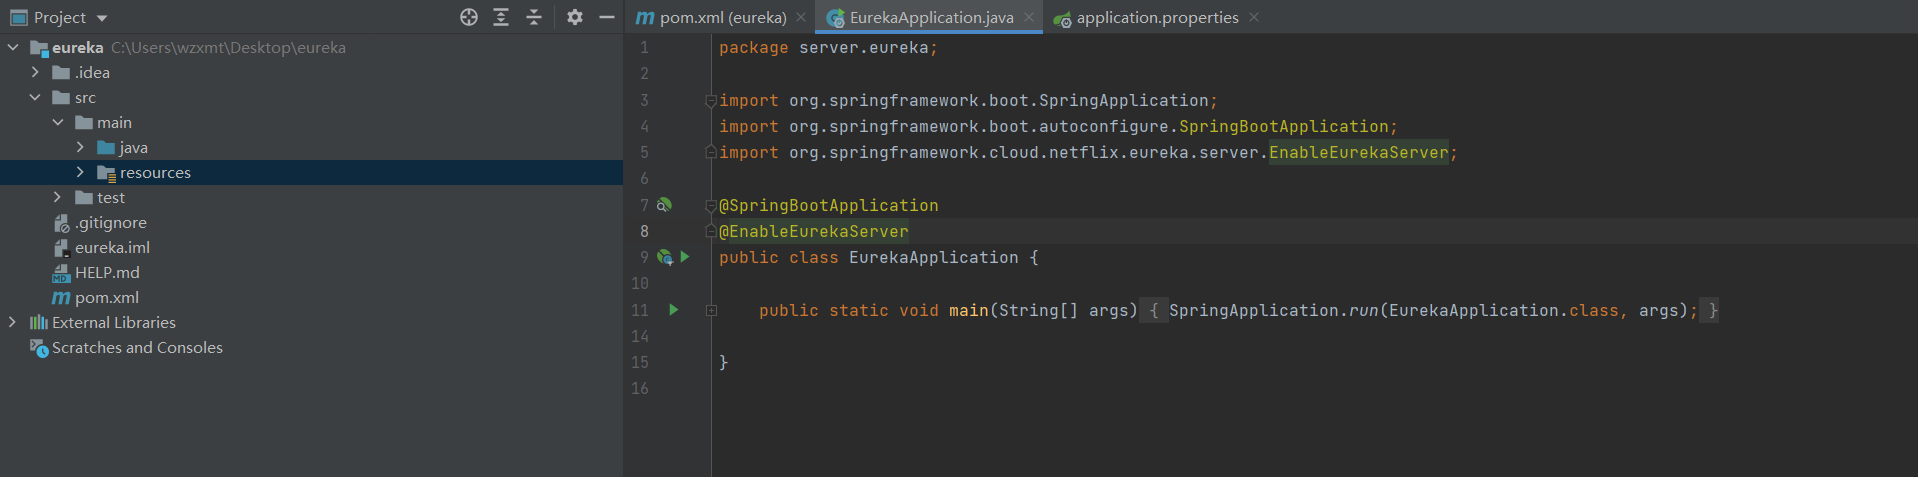 Project
eureka C:\Users\wzxmt\Desktop\eureka
.idea
src
main
java
resources
test
.gitignore
eureka.iml
HELP.md
pom.xml
External Libraries
Scratches and Consoles
pom.xml (eureka) EurekaApplication.java application.properties
1 package server.eureka;
2
3 import org.springframework.boot.SpringApplication;
4 import org.springframework.boot.autoconfigure.SpringBootApplication;
5 import org.springframework.cloud.netflix.eureka.server.EnableEurekaServer;
6
7 @SpringBootApplication
8 @EnableEurekaServer
9 public class EurekaApplication {
10
11 public static void main(String[] args) { SpringApplication.run(EurekaApplication.class, args); }
14
15 }
16